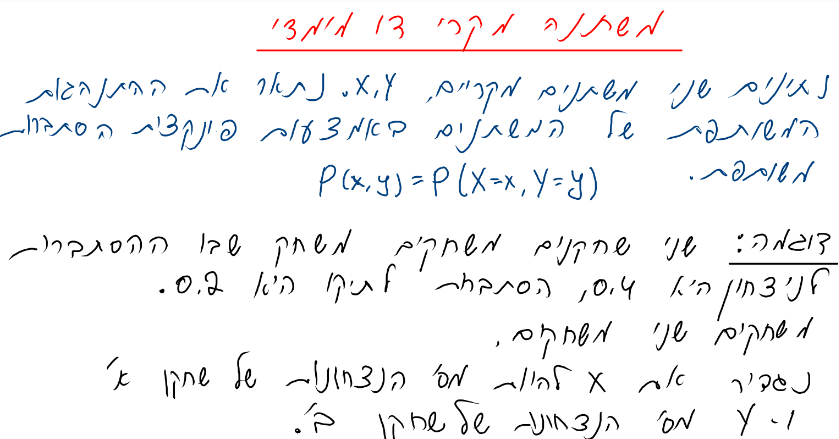 משתנה מקרי דו מימדי
נתינים שני משתנים מקריים, X,Y. נתאר את ההתנהגות
המשותפת של המשתנים באמצעות פונקצית הסתברות
משותפת.
P(x,y)=P(X=x,Y=y)
דוגמה: שני שחקנים משחקים משחק שבו ההסתברות
לניצחון היא 0.4, הסתברות לתיקו היא 0.2.
משחקים שני משחקים.
נגדיר את X להיות מס' הנצחונות של שחקן א'
ו-Y מס' הנצחונות של שחקן ב'.